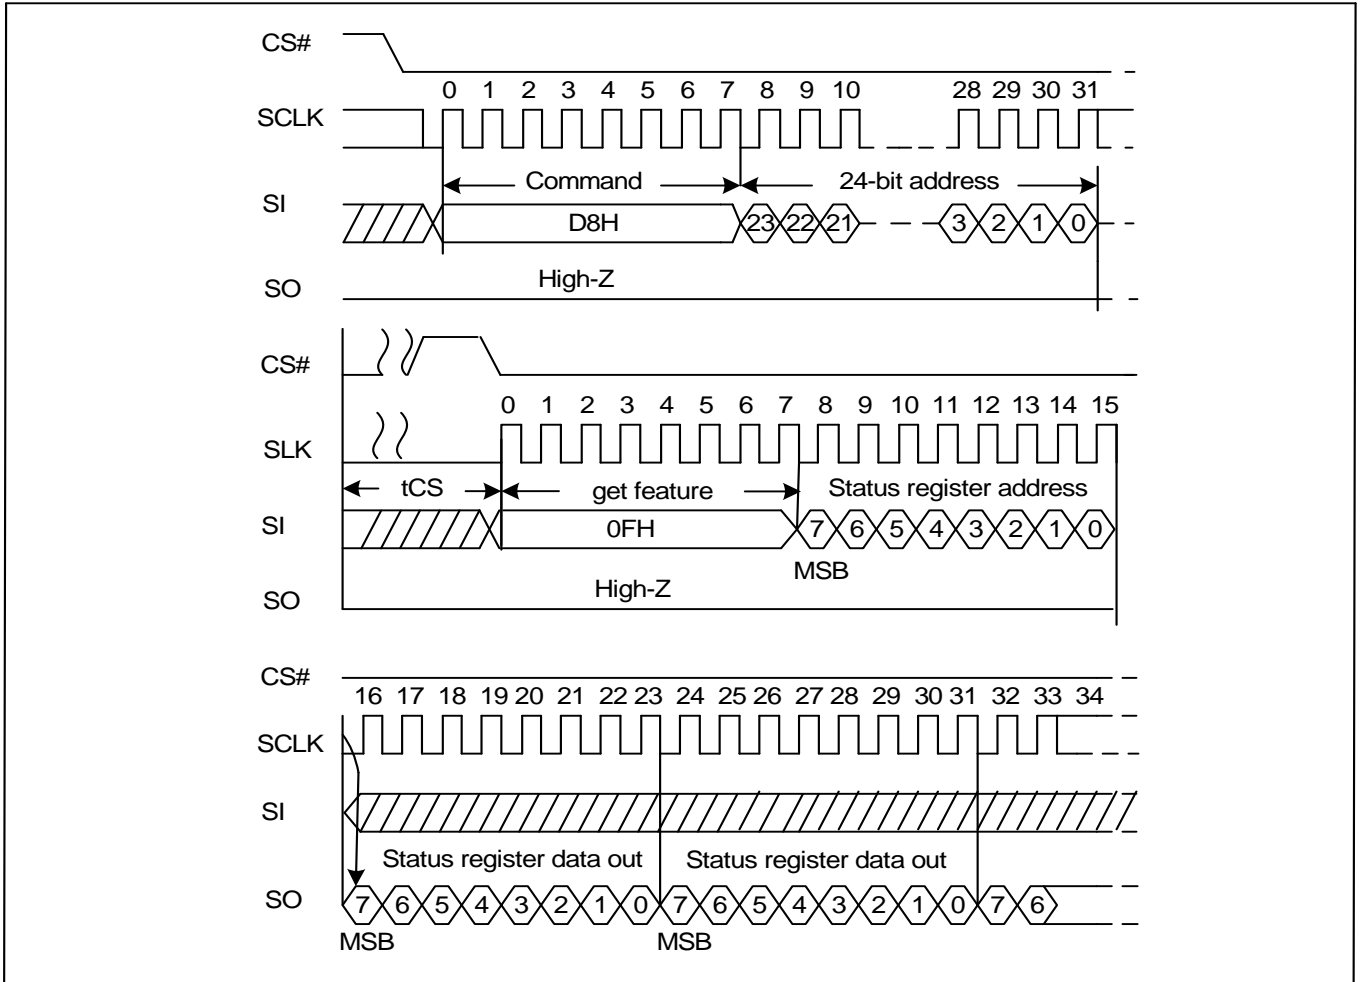 CS#
0 1 2 3 4 5 6 7 8 9 10 28 29 30 31
SCLK
Command 24-bit address
SI
D8H 23 22 21 3 2 1 0
High-Z
SO
CS#
0 1 2 3 4 5 6 7 8 9 10 11 12 13 14 15
SLK
tCS get feature Status register address
SI
0FH 7 6 5 4 3 2 1 0
MSB
High-Z
SO
CS#
16 17 18 19 20 21 22 23 24 25 26 27 28 29 30 31 32 33 34
SCLK
SI
Status register data out Status register data out
SO 7 6 5 4 3 2 1 0 7 6 5 4 3 2 1 0 7 6
MSB MSB